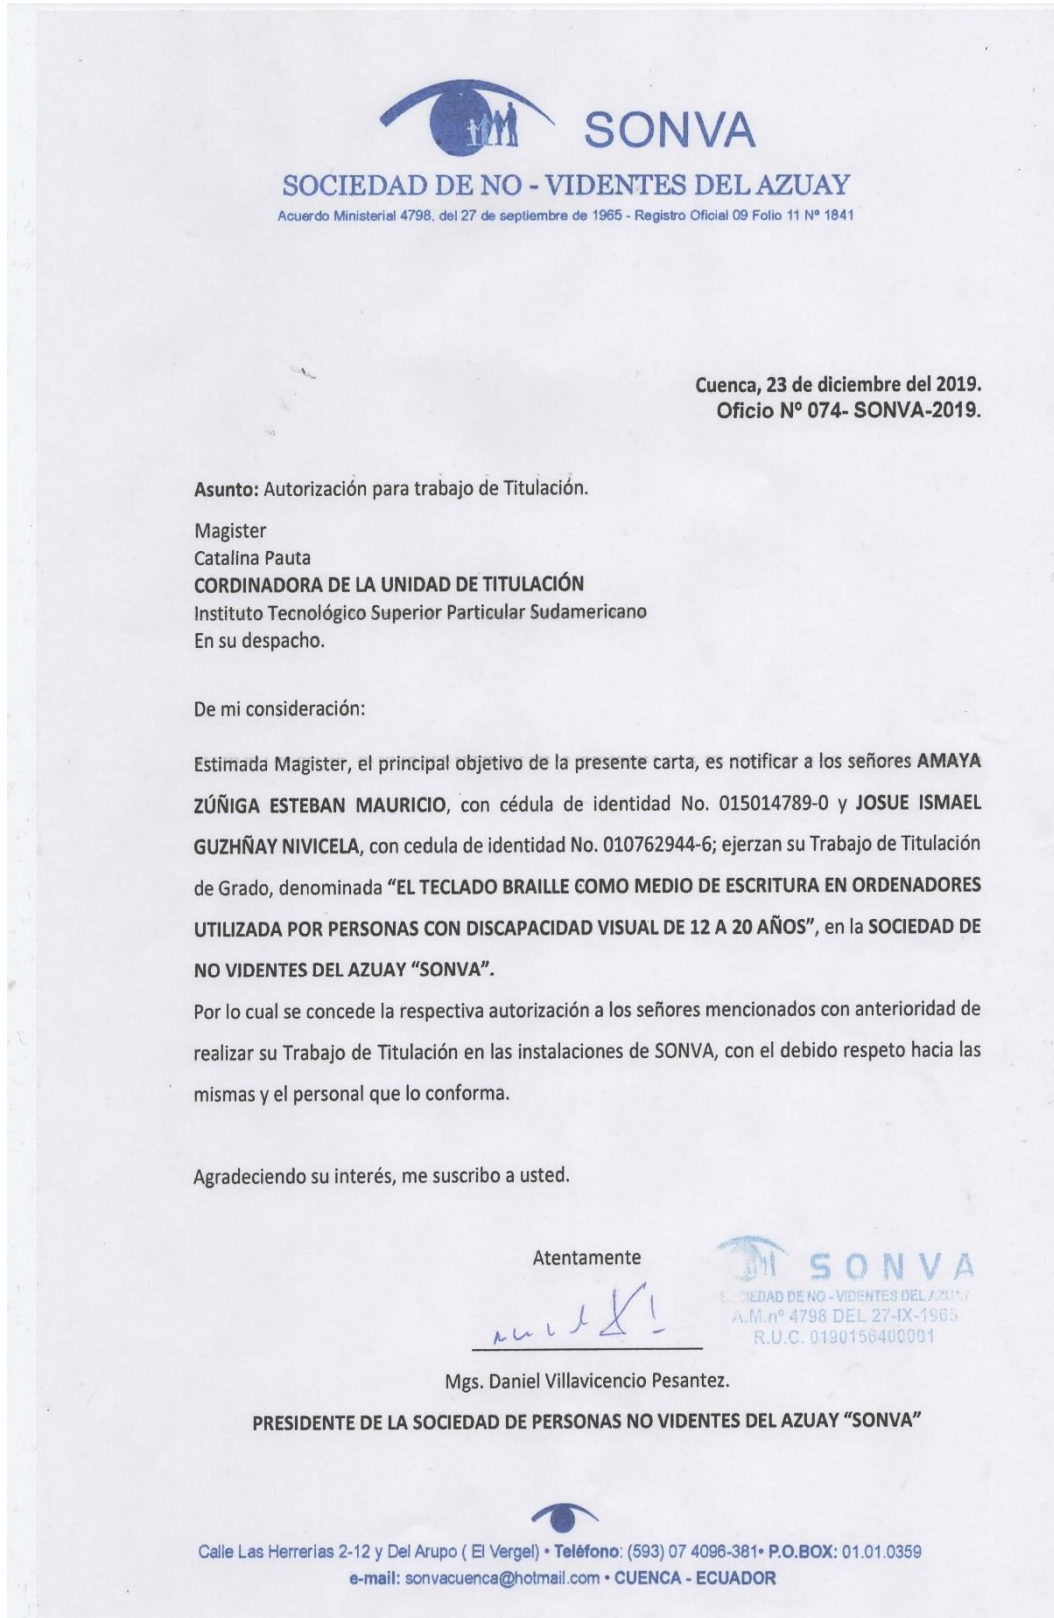 SONVA
SOCIEDAD DE NO - VIDENTES DEL AZUAY
Acuerdo Ministerial 4798, del 27 de septiembre de 1965 - Registro Oficial 09 Folio 11 Nº 1841
Cuenca, 23 de diciembre del 2019.
Oficio Nº 074- SONVA-2019.
Asunto: Autorización para trabajo de Titulación.
Magister
Catalina Pauta
CORDINADORA DE LA UNIDAD DE TITULACIÓN
Instituto Tecnológico Superior Particular Sudamericano
En su despacho.
De mi consideración:
Estimada Magister, el principal objetivo de la presente carta, es notificar a los señores AMAYA
ZÚÑIGA ESTEBAN MAURICIO, con cédula de identidad No. 015014789-0 y JOSUE ISMAEL
GUZHÑAY NIVICELA, con cedula de identidad No. 010762944-6; ejerzan su Trabajo de Titulación
de Grado, denominada “EL TECLADO BRAILLE COMO MEDIO DE ESCRITURA EN ORDENADORES
UTILIZADA POR PERSONAS CON DISCAPACIDAD VISUAL DE 12 A 20 AÑOS”, en la SOCIEDAD DE
NO VIDENTES DEL AZUAY “SONVA”.
Por lo cual se concede la respectiva autorización a los señores mencionados con anterioridad de
realizar su Trabajo de Titulación en las instalaciones de SONVA, con el debido respeto hacia las
mismas y el personal que lo conforma.
Agradeciendo su interés, me suscribo a usted.
Atentamente
SONVA
SOCIEDAD DE NO - VIDENTES DEL AZUAY
A.M.nº 4798 DEL 27-IX-1965
R.U.C. 0190156400001
Mgs. Daniel Villavicencio Pesantez.
PRESIDENTE DE LA SOCIEDAD DE PERSONAS NO VIDENTES DEL AZUAY “SONVA”
Calle Las Herrerias 2-12 y Del Arupo ( El Vergel) • Teléfono: (593) 07 4096-381• P.O.BOX: 01.01.0359
e-mail: sonvacuenca@hotmail.com • CUENCA - ECUADOR